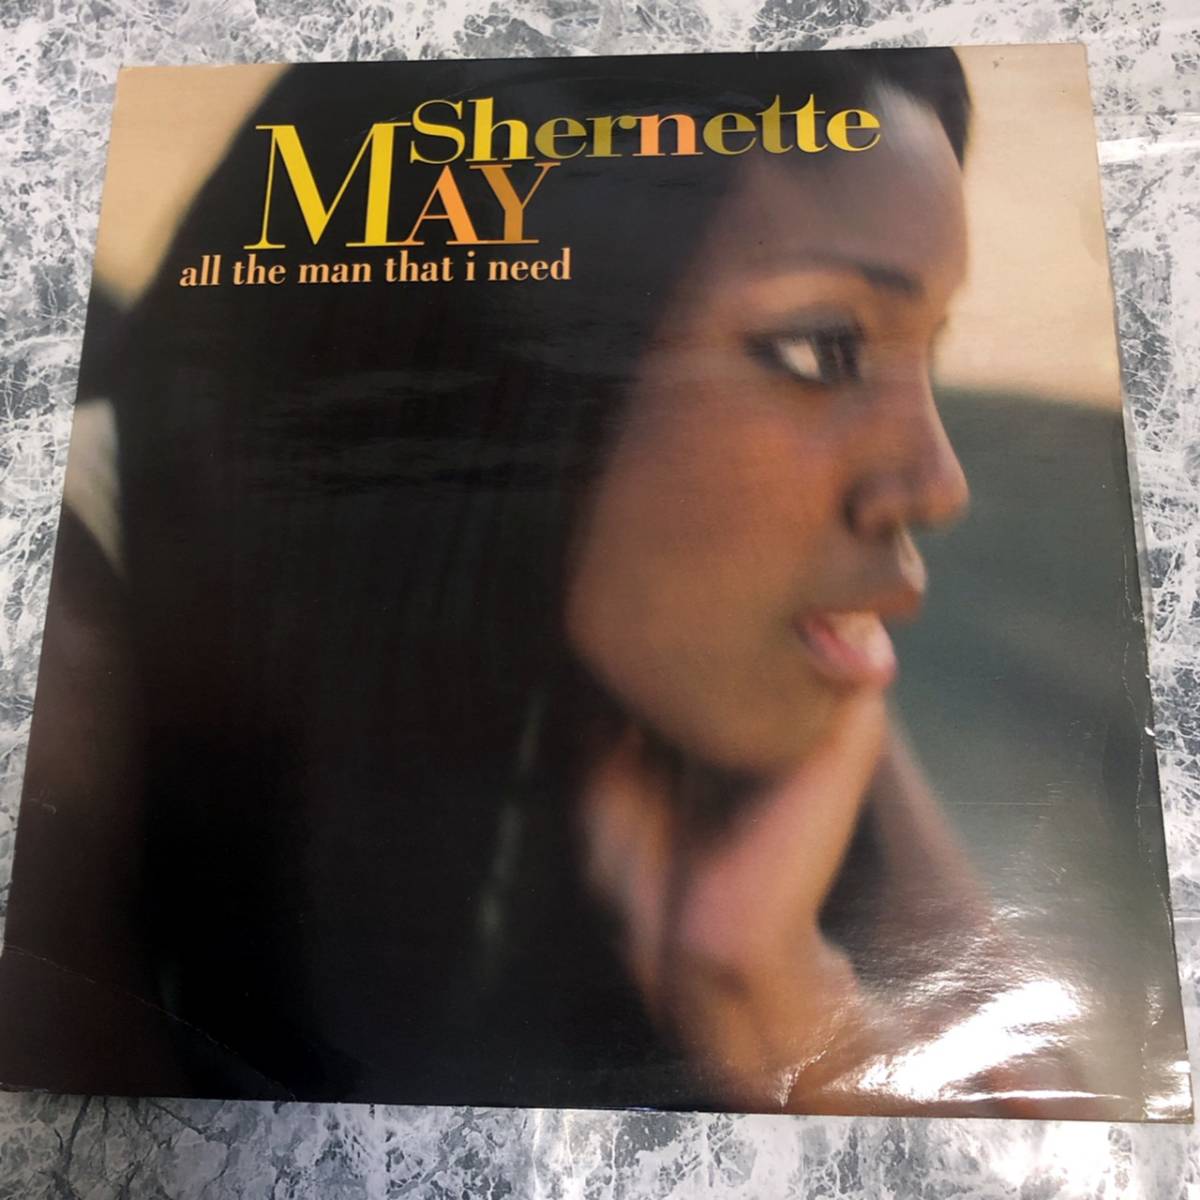 Shernette
MAY
all the man that i need